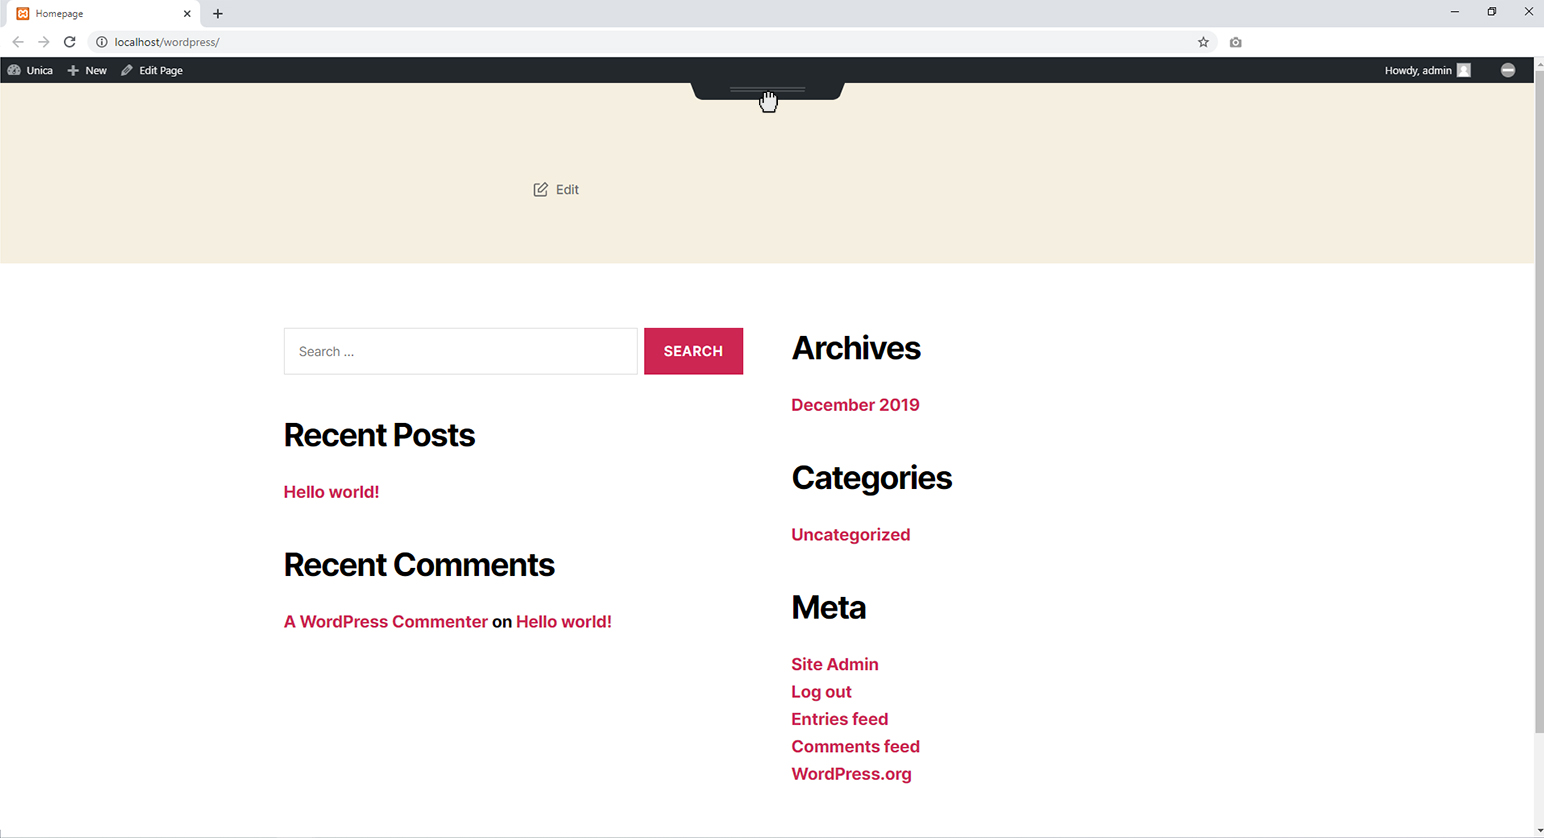 Homepage
localhost/wordpress/
Unica New Edit Page Howdy, admin
Edit
Search ... SEARCH
Recent Posts
Hello world!
Recent Comments
A WordPress Commenter on Hello world!
Archives
December 2019
Categories
Uncategorized
Meta
Site Admin
Log out
Entries feed
Comments feed
WordPress.org